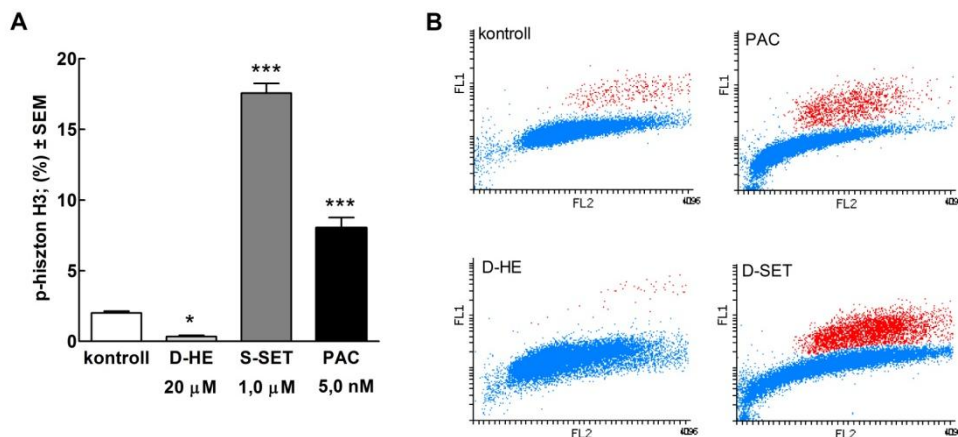 A
p-hiszton H3; (%) ± SEM
20
15
10
5
0
***
***
*
kontroll D-HE S-SET PAC
20 μM 1,0 μM 5,0 nM
B
kontroll
FL1
FL2
PAC
FL1
FL2
D-HE
FL1
FL2
4096
D-SET
FL1
FL2